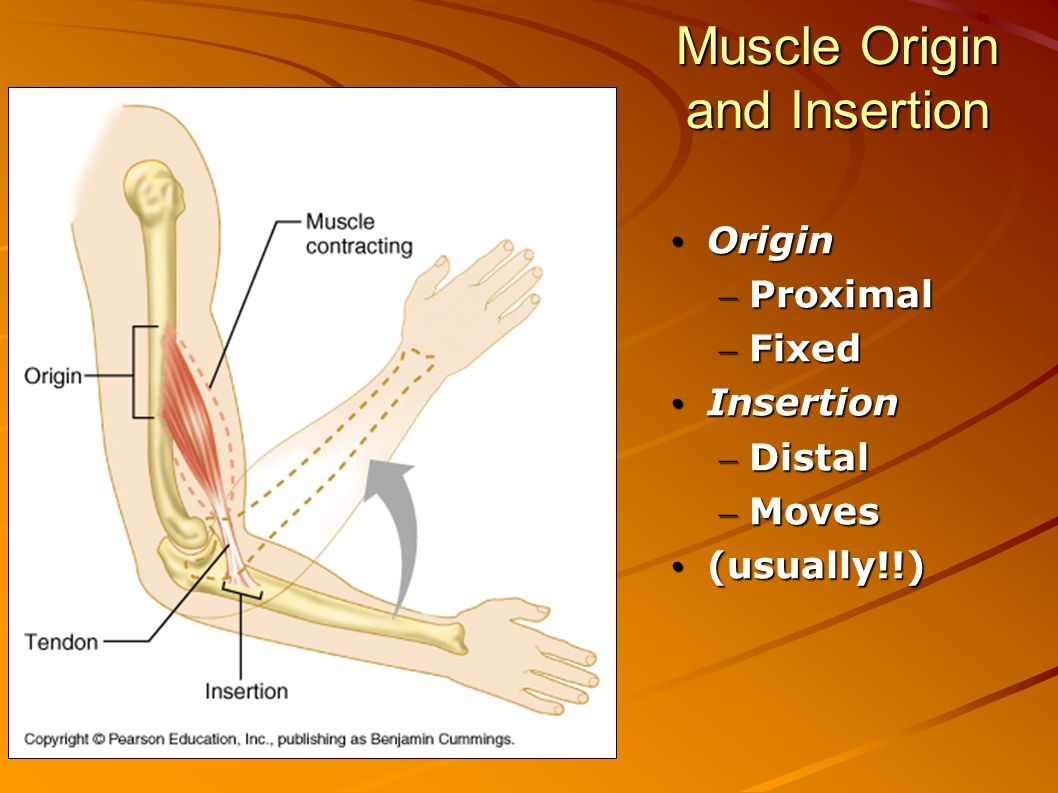 Muscle Origin
and Insertion
Muscle
contracting
Origin
Tendon
Insertion
Copyright © Pearson Education, Inc., publishing as Benjamin Cummings.
• Origin
– Proximal
– Fixed
• Insertion
– Distal
– Moves
• (usually!!)